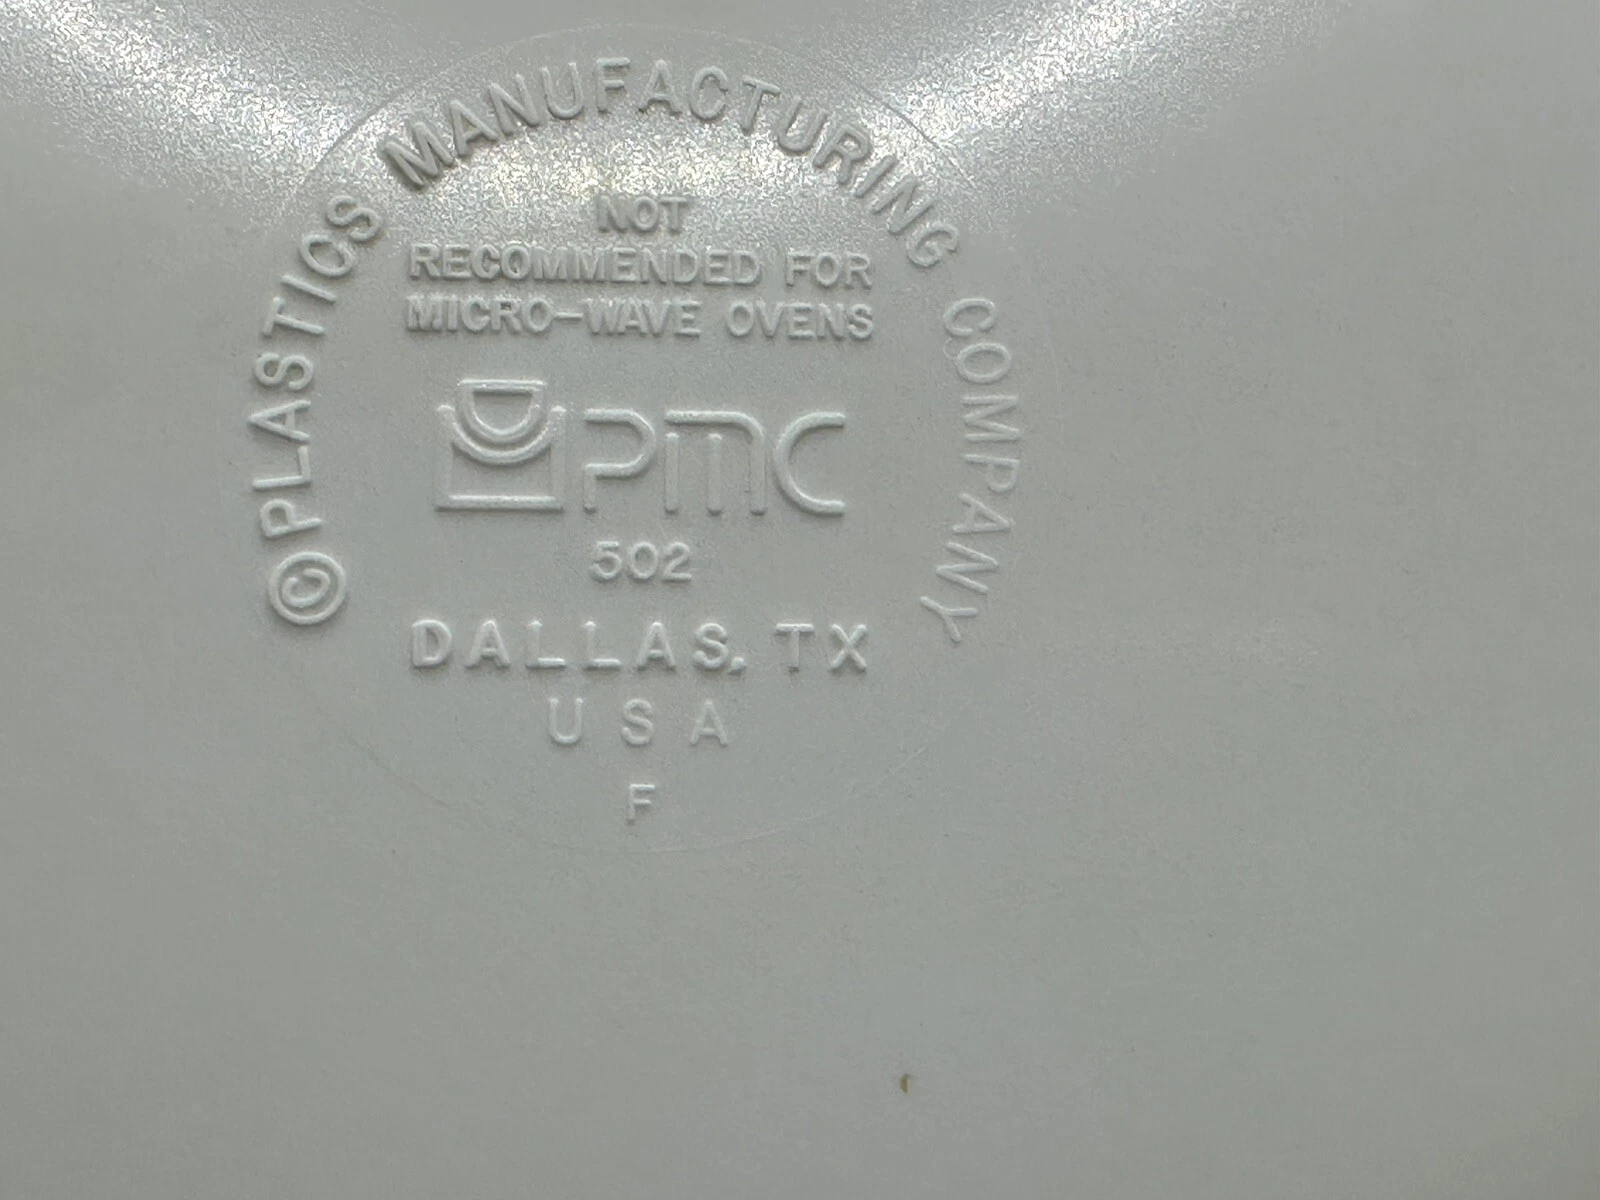 ©PLASTICS MANUFACTURING COMPANY
NOT
RECOMMENDED FOR
MICRO-WAVE OVENS
PMC
502
DALLAS, TX
USA
F